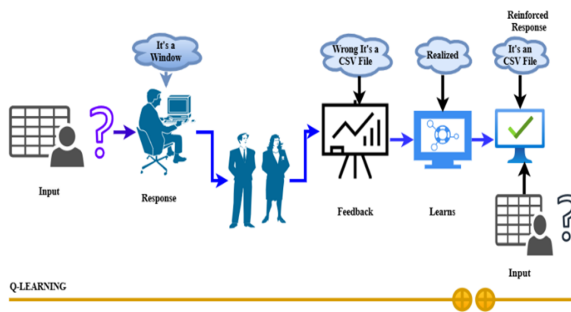 Reinforced
Response
It's a
Window
Wrong It's a
CSV File
Realized
It's an
CSV File
?
Input
Response
Feedback
Learns
?
Input
Q-LEARNING